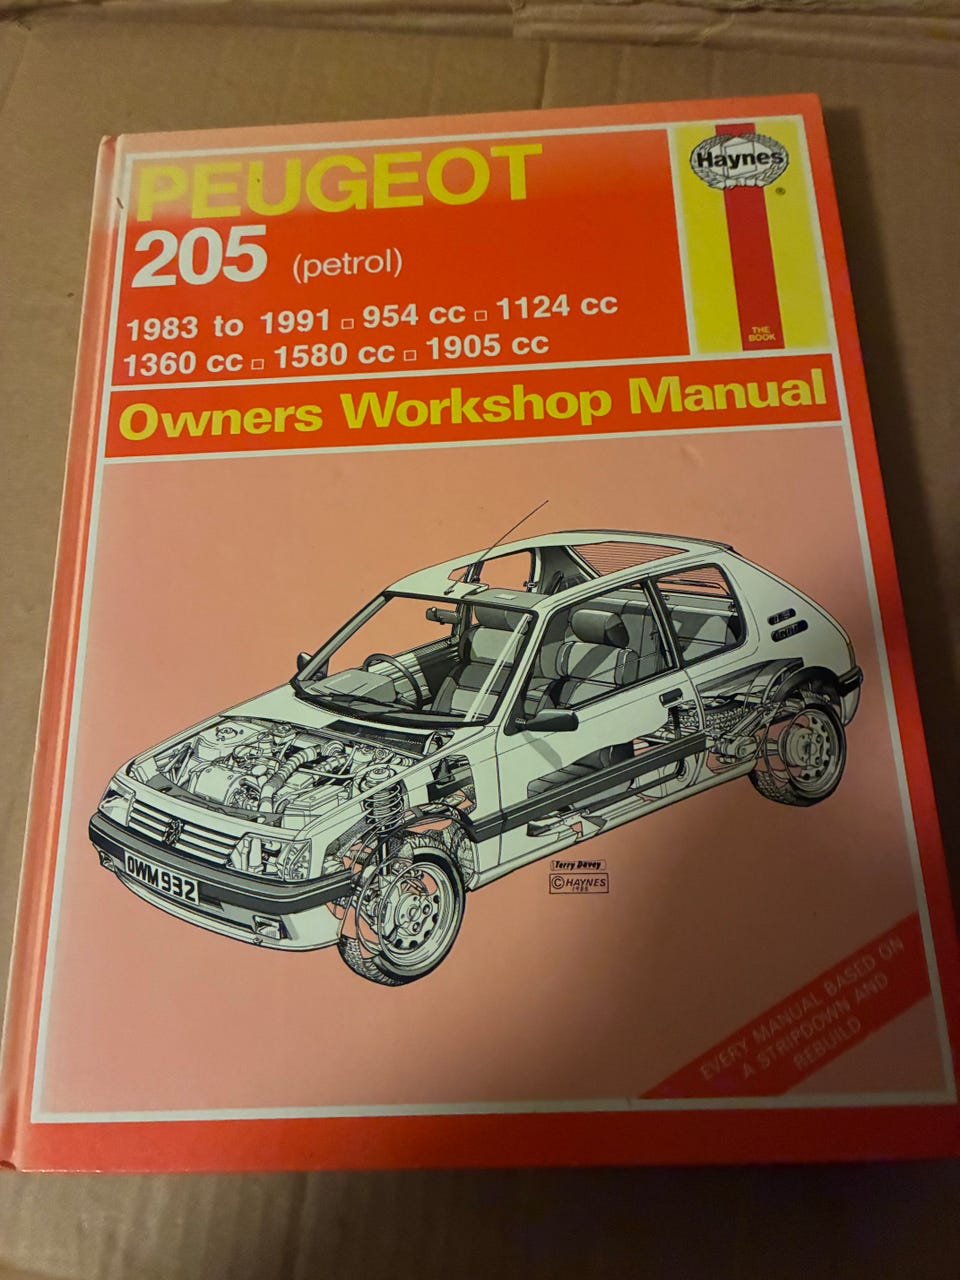 PEUGEOT
Haynes
®
205 (petrol)
1983 to 1991 □ 954 cc □ 1124 cc
1360 cc □ 1580 cc □ 1905 cc
THE
BOOK
Owners Workshop Manual
OWM 932
Terry Davey
© HAYNES
EVERY MANUAL BASED ON
A STRIPDOWN AND
REBUILD